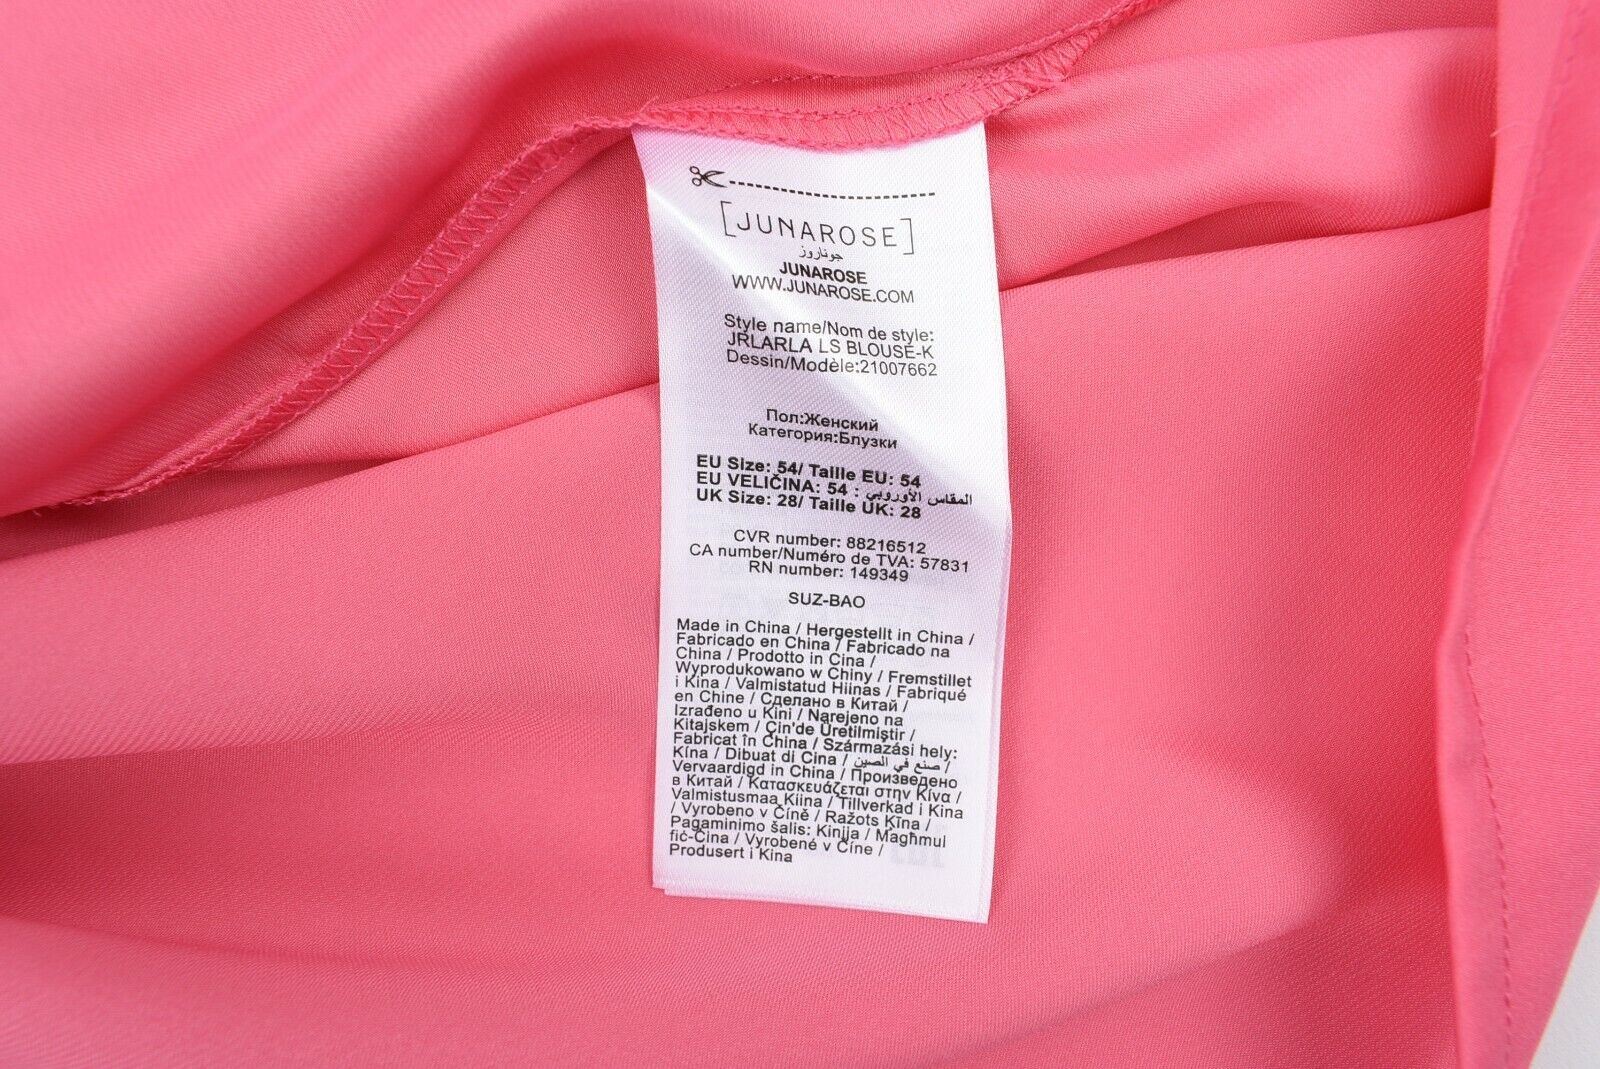 [JUNAROSE]
جوناروز
JUNAROSE
WWW.JUNAROSE.COM
Style name/Nom de style:
JRLARLA LS BLOUSE-K
Dessin/Modèle:21007662
Пол:Женский
Категория:Блузки
EU Size: 54/ Taille EU: 54
EU VELIČINA: 54 : المقاس الأوروبي
UK Size: 28/ Taille UK: 28
CVR number: 88216512
CA number/Numéro de TVA: 57831
RN number: 149349
SUZ-BAO
Made in China / Hergestellt in China /
Fabricado en China / Fabricado na
China / Prodotto in Cina /
Wyprodukowano w Chiny / Fremstillet
i Kina / Valmistatud Hiinas / Fabriqué
en Chine / Сделано в Китай /
Izrađeno u Kini / Narejeno na
Kitajskem / Çin'de Üretilmiştir /
Fabricat în China / Származási hely:
Kína / Dibuat di Cina / صنع في الصين /
Vervaardigd in China / Произведено
в Китай / Κατασκευάζεται στην Κίνα /
Valmistusmaa Kiina / Tillverkad i Kina
/ Vyrobeno v Číně / Ražots Ķīna /
Pagaminimo šalis: Kinija / Magħmul
fiċ-Ċina / Vyrobené v Číne /
Produsert i Kina